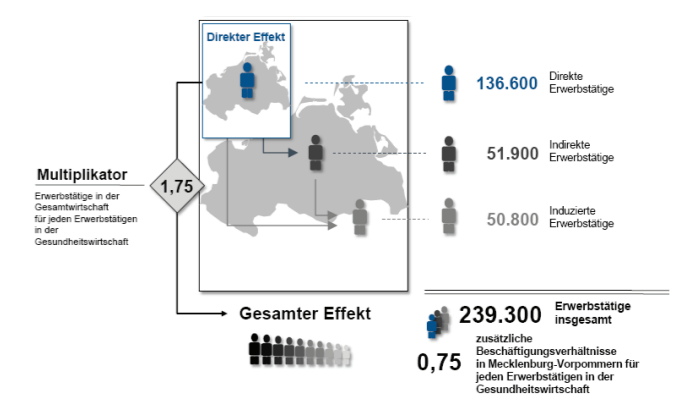 Direkter Effekt
136.600
Direkte
Erwerbstätige
51.900
Indirekte
Erwerbstätige
50.800
Induzierte
Erwerbstätige
Multiplikator
1,75
Erwerbstätige in der
Gesamtwirtschaft
für jeden Erwerbstätigen
in der
Gesundheitswirtschaft
Gesamter Effekt
239.300
Erwerbstätige
insgesamt
0,75
zusätzliche
Beschäftigungsverhältnisse
in Mecklenburg-Vorpommern für
jeden Erwerbstätigen in der
Gesundheitswirtschaft